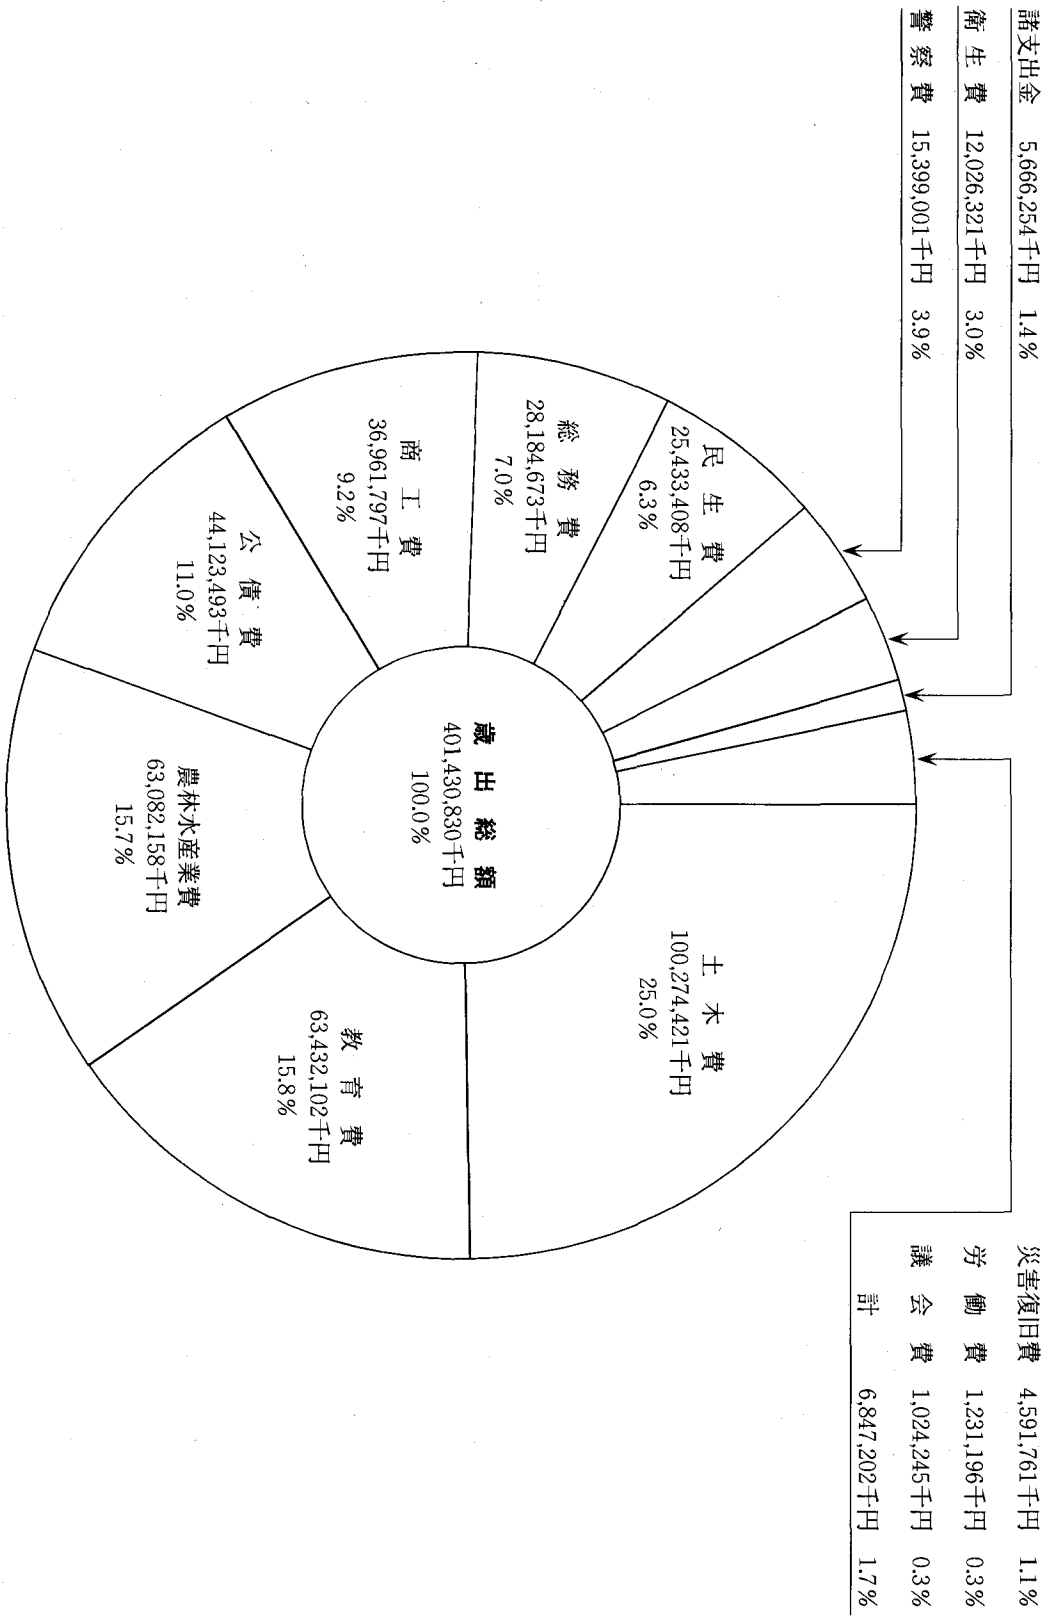 諸支出金 5,666,254千円 1.4%
衛生費 12,026,321千円 3.0%
警察費 15,399,001千円 3.9%
災害復旧費 4,591,761千円 1.1%
労働費 1,231,196千円 0.3%
議会費 1,024,245千円 0.3%
計 6,847,202千円 1.7%
民生費
25,433,408千円
6.3%
総務費
28,184,673千円
7.0%
商工費
36,961,797千円
9.2%
公債費
44,123,493千円
11.0%
農林水産業費
63,082,158千円
15.7%
教育費
63,432,102千円
15.8%
土木費
100,274,421千円
25.0%
歳出総額
401,430,830千円
100.0%